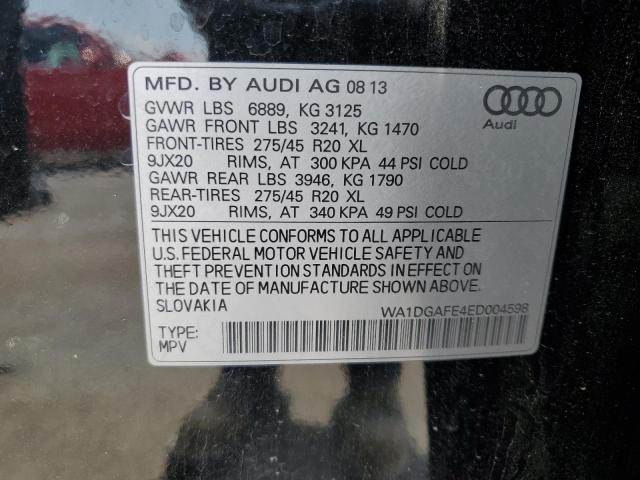 MFD. BY AUDI AG 08 13
GVWR LBS 6889, KG 3125
GAWR FRONT LBS 3241, KG 1470
FRONT-TIRES 275/45 R20 XL
9JX20 RIMS, AT 300 KPA 44 PSI COLD
GAWR REAR LBS 3946, KG 1790
REAR-TIRES 275/45 R20 XL
9JX20 RIMS, AT 340 KPA 49 PSI COLD
Audi
THIS VEHICLE CONFORMS TO ALL APPLICABLE
U.S. FEDERAL MOTOR VEHICLE SAFETY AND
THEFT PREVENTION STANDARDS IN EFFECT ON
THE DATE OF MANUFACTURE SHOWN ABOVE.
SLOVAKIA
WA1DGAFE4ED004598
TYPE:
MPV